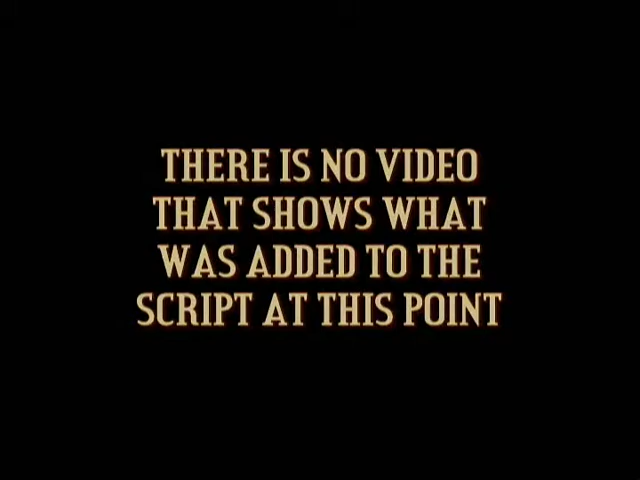 THERE IS NO VIDEO
THAT SHOWS WHAT
WAS ADDED TO THE
SCRIPT AT THIS POINT